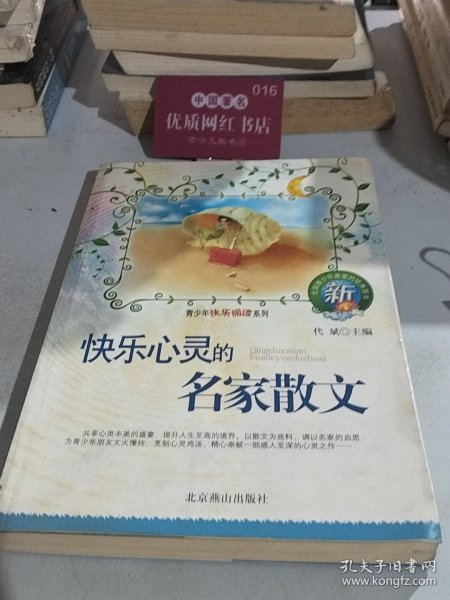 016
中国著名
优质网红书店
青少年快乐阅读系列
新
代斌◎主编
快乐心灵的
Qingshaonian
kuaileyueduxilie
名家散文
共享心灵丰美的盛宴，提升人生至高的境界。以散文为底料，调以名家的启思，
为青少年朋友文火慢炖，烹制心灵鸡汤，精心奉献一部感人至深的心灵之作……
北京燕山出版社
孔夫子旧书网
www.kongfz.com